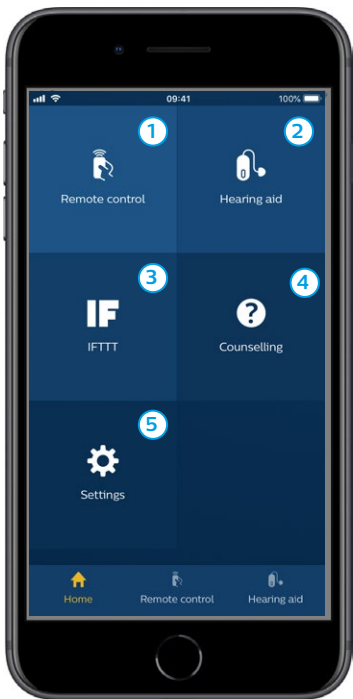 09:41 100%
1 2
Remote control Hearing aid
3 4
IF
IFTTT Counselling
5
Settings
Home Remote control Hearing aid